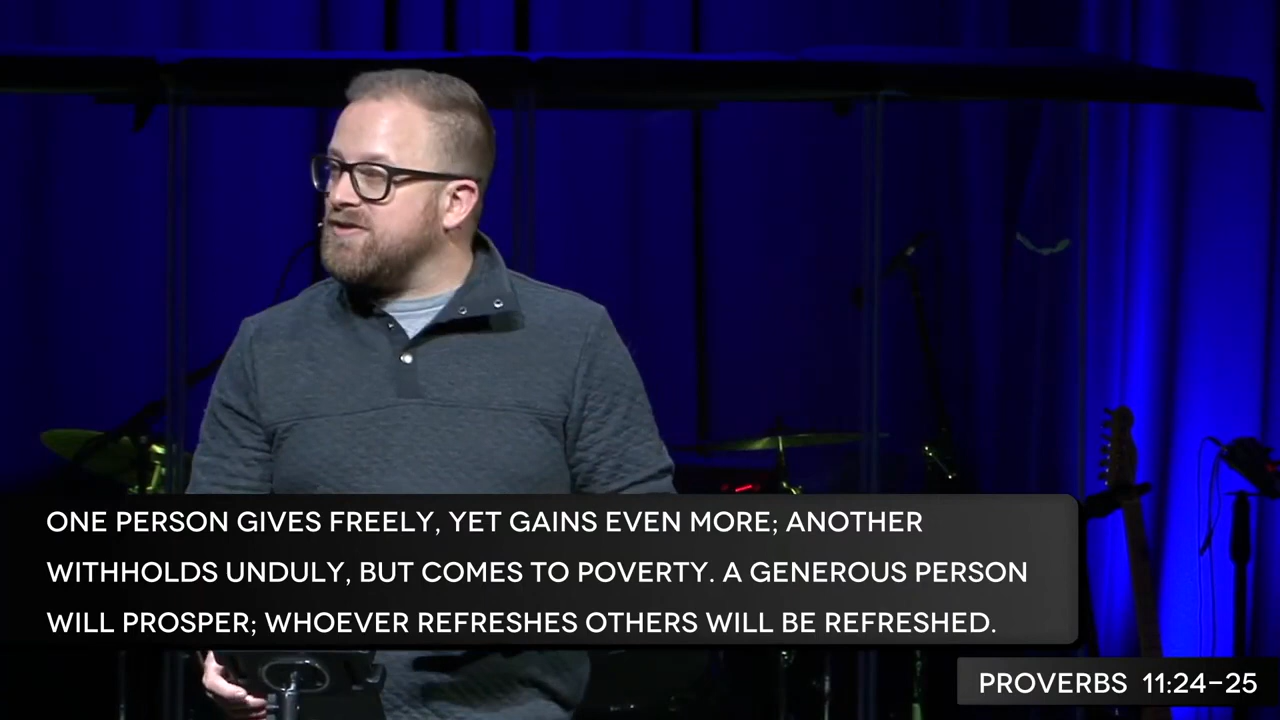 ONE PERSON GIVES FREELY, YET GAINS EVEN MORE; ANOTHER
WITHHOLDS UNDULY, BUT COMES TO POVERTY. A GENEROUS PERSON
WILL PROSPER; WHOEVER REFRESHES OTHERS WILL BE REFRESHED.
PROVERBS 11:24-25